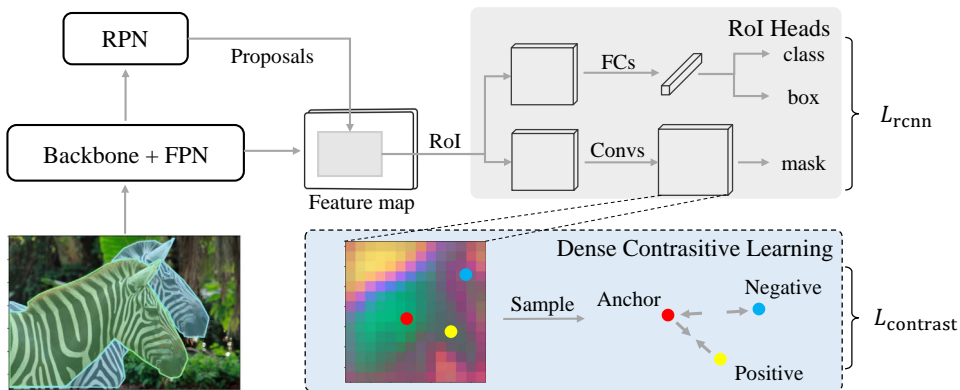 RPN
Proposals
Backbone + FPN
Feature map
RoI
RoI Heads
FCs
class
box
Convs
mask
L_rcnn
Dense Contrasitive Learning
Sample
Anchor
Negative
Positive
L_contrast